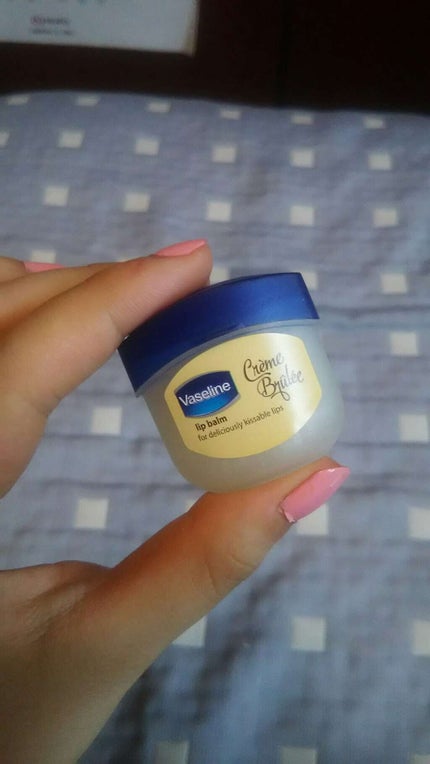 Vaseline
Crème
Brûlée
lip balm
for deliciously kissable lips